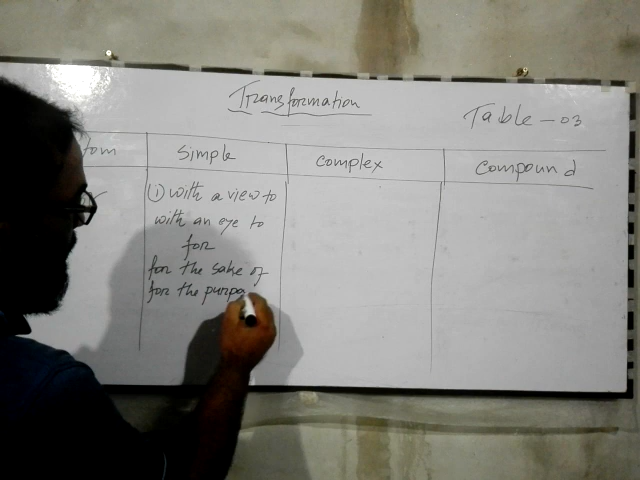 Transformation
Table - 03
Simple
complex
compound
(i) with a view to
with an eye to
for
for the sake of
for the purpo